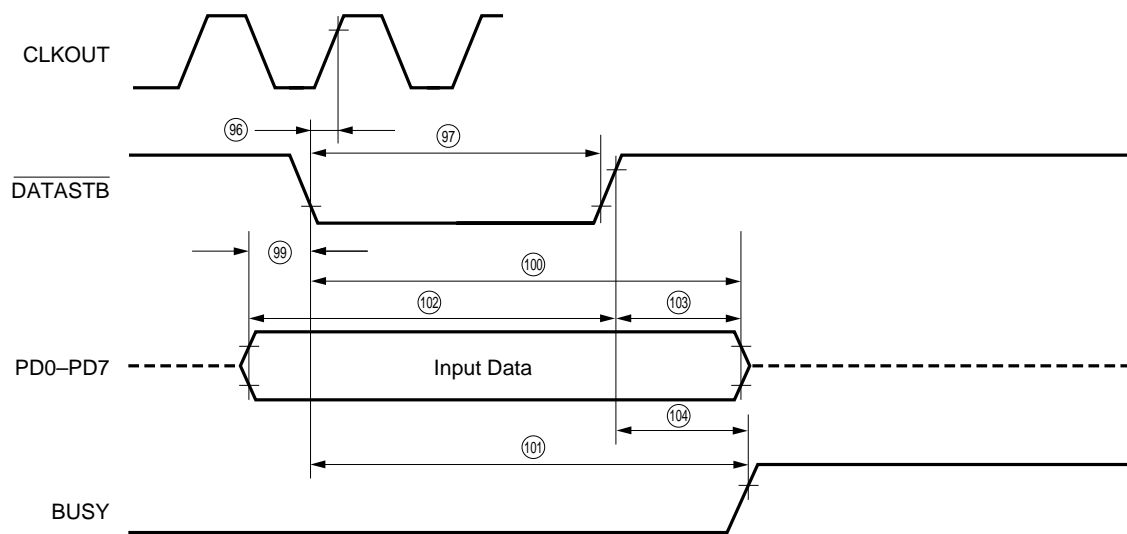 CLKOUT
96
97
DATASTB
99
100
102
103
PD0–PD7
Input Data
104
101
BUSY